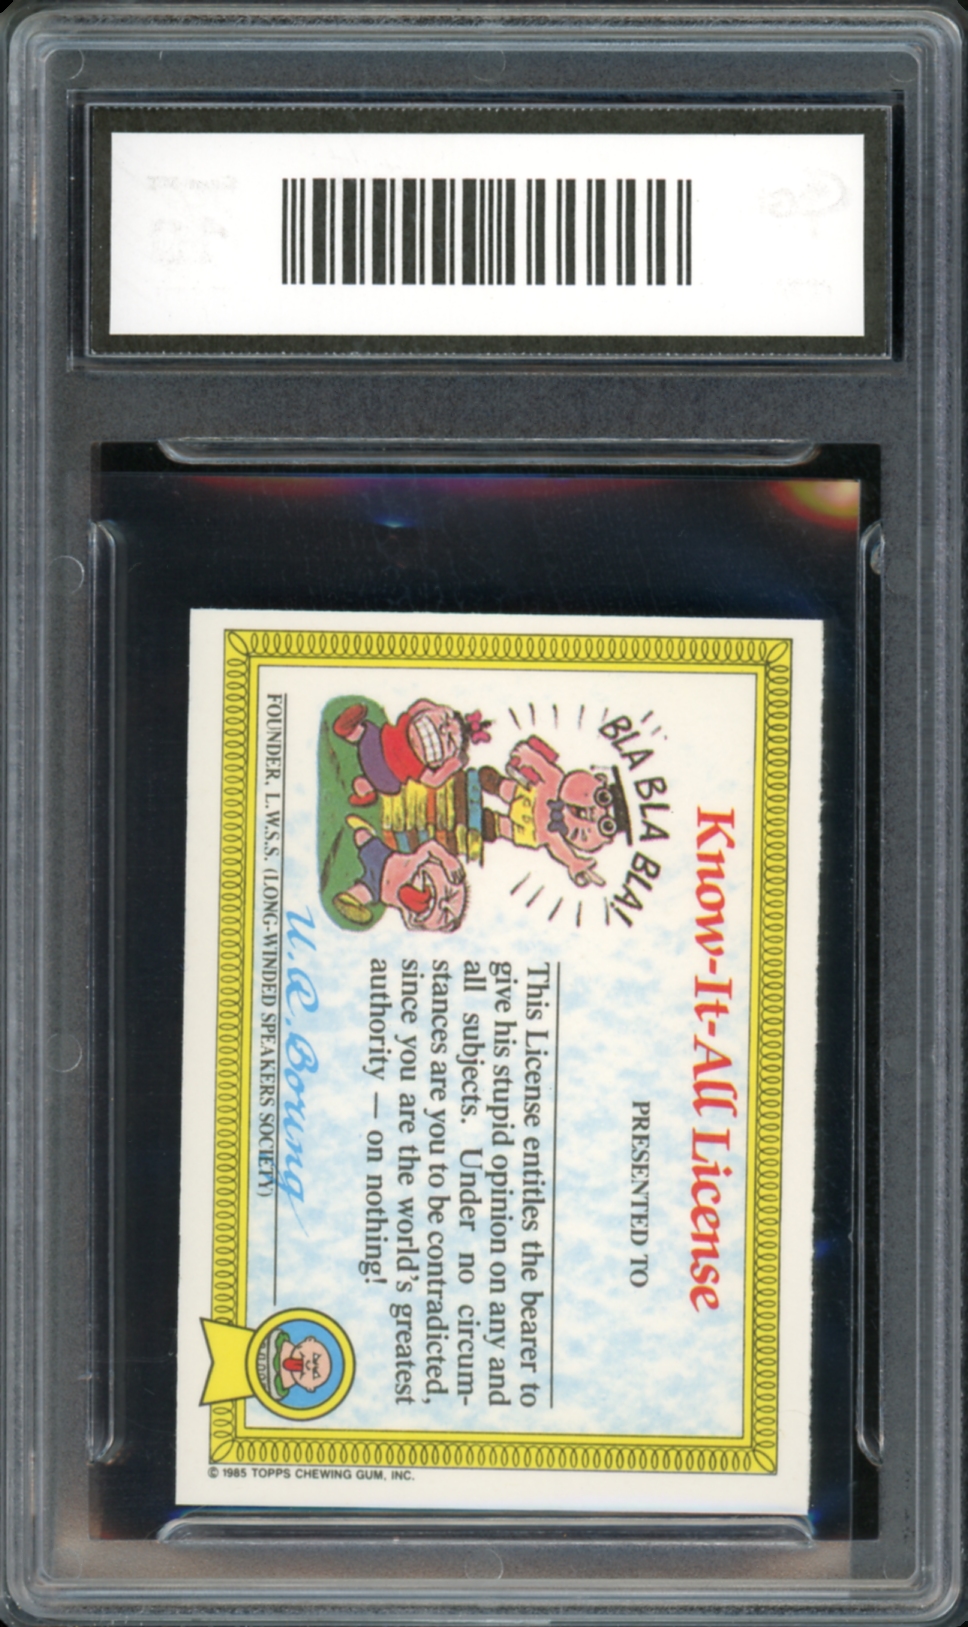 Know-It-All License
PRESENTED TO
BLA BLA BLA BLA!
This License entitles the bearer to
give his stupid opinion on any and
all subjects. Under no circum-
stances are you to be contradicted,
since you are the world's greatest
authority — on nothing!
U. R. Boring
FOUNDER, L.W.S.S. (LONG-WINDED SPEAKERS SOCIETY)
© 1985 TOPPS CHEWING GUM, INC.